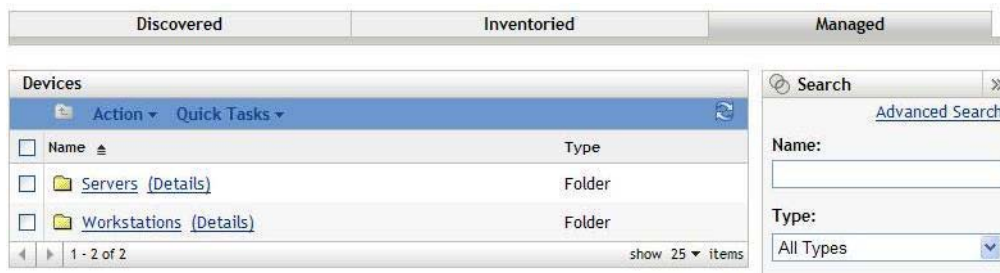 Discovered Inventoried Managed
Devices
Action Quick Tasks
Name Type
Servers (Details) Folder
Workstations (Details) Folder
1 - 2 of 2 show 25 items
Search
Advanced Search
Name:
Type:
All Types